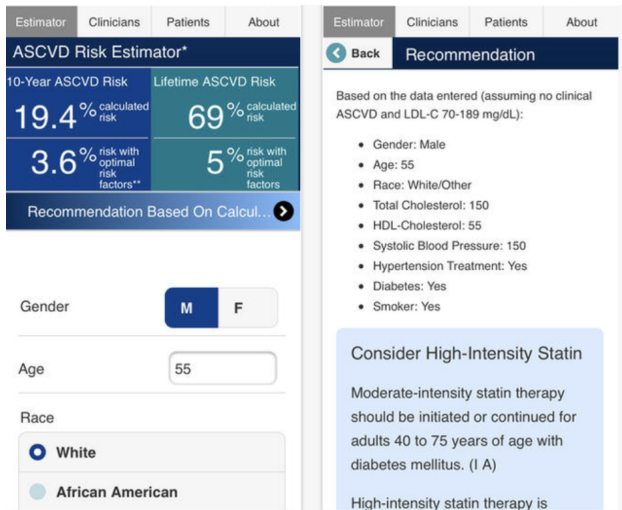 Estimator Clinicians Patients About
ASCVD Risk Estimator*
10-Year ASCVD Risk
19.4% calculated risk
3.6% risk with optimal risk factors**
Lifetime ASCVD Risk
69% calculated risk
5% risk with optimal risk factors
Recommendation Based On Calcul...
Gender M F
Age 55
Race
White
African American
Estimator Clinicians Patients About
Back Recommendation
Based on the data entered (assuming no clinical
ASCVD and LDL-C 70-189 mg/dL):
• Gender: Male
• Age: 55
• Race: White/Other
• Total Cholesterol: 150
• HDL-Cholesterol: 55
• Systolic Blood Pressure: 150
• Hypertension Treatment: Yes
• Diabetes: Yes
• Smoker: Yes
Consider High-Intensity Statin
Moderate-intensity statin therapy
should be initiated or continued for
adults 40 to 75 years of age with
diabetes mellitus. (I A)
High-intensity statin therapy is